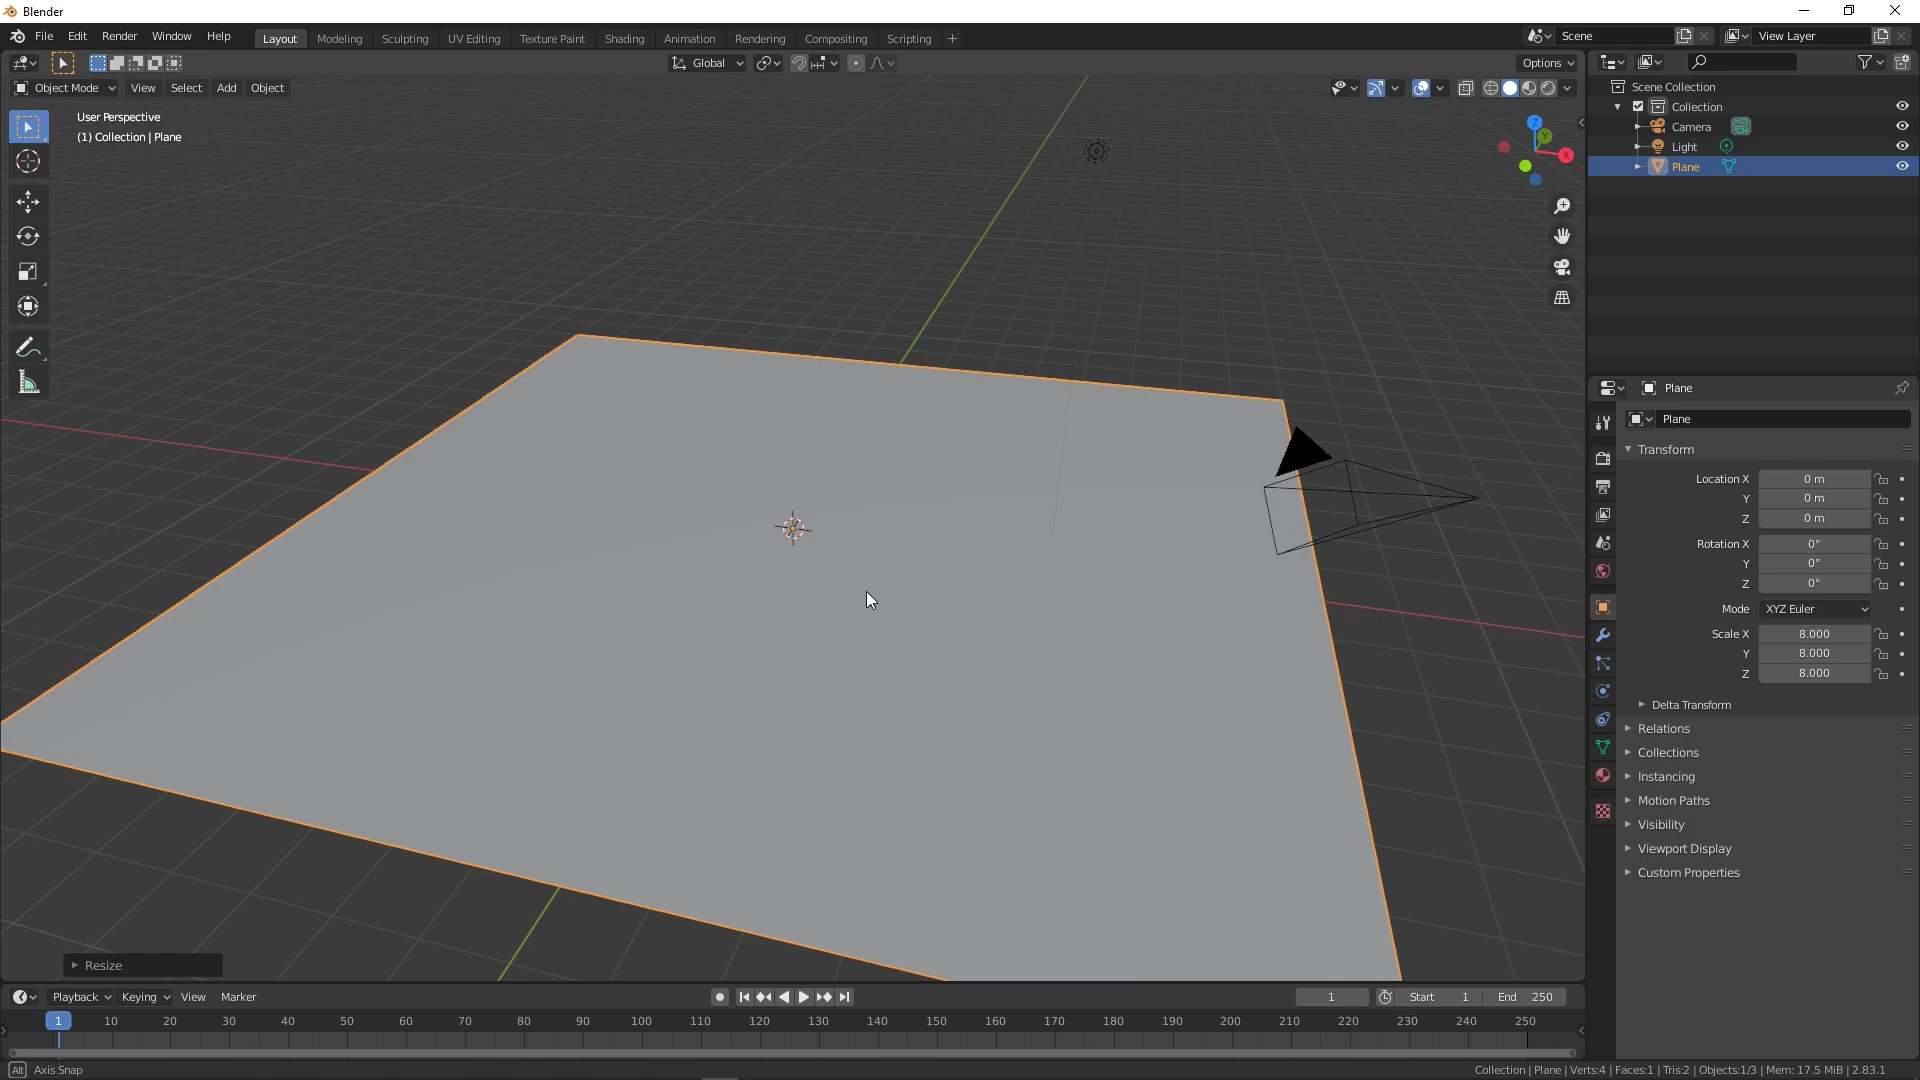 Blender
File Edit Render Window Help Layout Modeling Sculpting UV Editing Texture Paint Shading Animation Rendering Compositing Scripting + Scene View Layer
Global Options
Object Mode View Select Add Object
User Perspective
(1) Collection | Plane
Z
Y
X
Scene Collection
Collection
Camera
Light
Plane
Plane
Plane
Transform
Location X 0 m
Y 0 m
Z 0 m
Rotation X 0°
Y 0°
Z 0°
Mode XYZ Euler
Scale X 8.000
Y 8.000
Z 8.000
Delta Transform
Relations
Collections
Instancing
Motion Paths
Visibility
Viewport Display
Custom Properties
Resize
Playback Keying View Marker 1 Start 1 End 250
1 10 20 30 40 50 60 70 80 90 100 110 120 130 140 150 160 170 180 190 200 210 220 230 240 250
Alt Axis Snap Collection | Plane | Verts:4 | Faces:1 | Tris:2 | Objects:1/3 | Mem: 17.5 MiB | 2.83.1